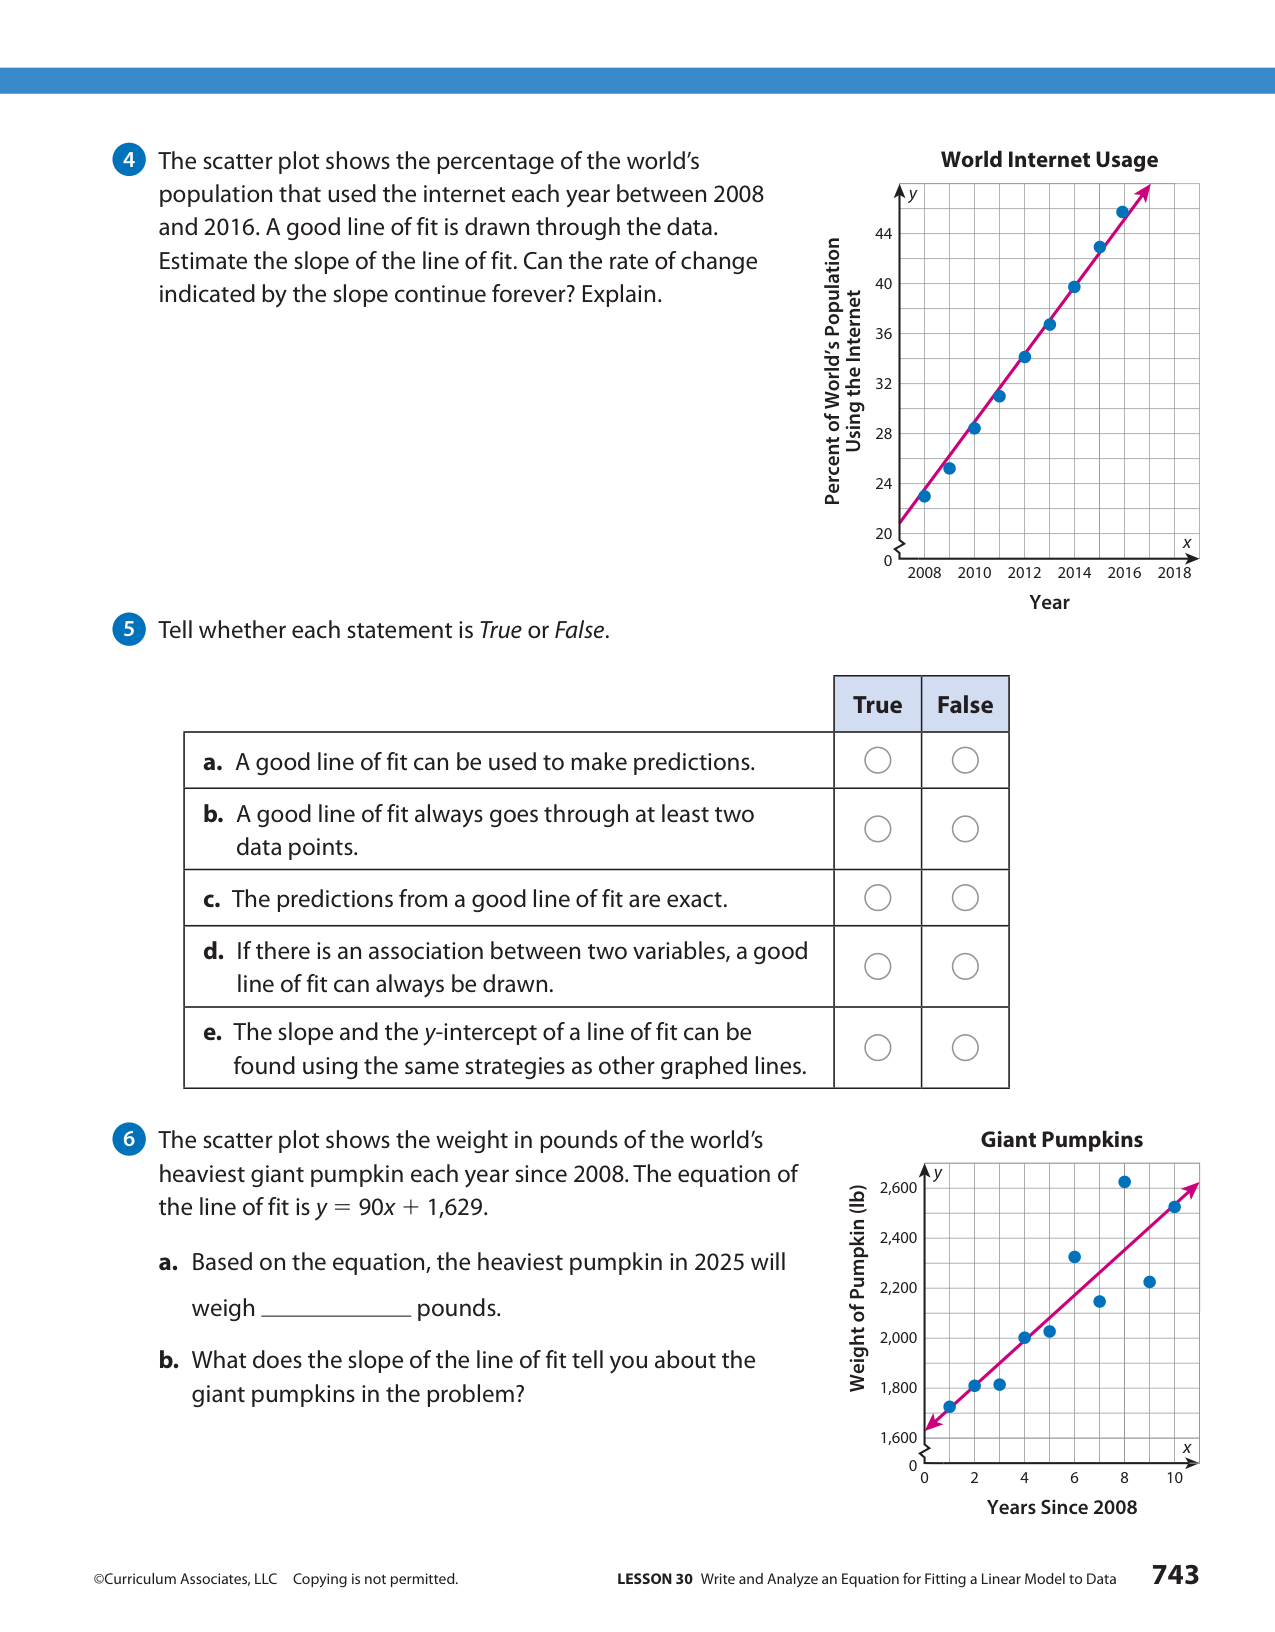 4 The scatter plot shows the percentage of the world’s
population that used the internet each year between 2008
and 2016. A good line of fit is drawn through the data.
Estimate the slope of the line of fit. Can the rate of change
indicated by the slope continue forever? Explain.
World Internet Usage
y
Percent of World’s Population
Using the Internet
44
40
36
32
28
24
20
0
x
2008 2010 2012 2014 2016 2018
Year
5 Tell whether each statement is True or False.
True False
a. A good line of fit can be used to make predictions.
b. A good line of fit always goes through at least two
data points.
c. The predictions from a good line of fit are exact.
d. If there is an association between two variables, a good
line of fit can always be drawn.
e. The slope and the y-intercept of a line of fit can be
found using the same strategies as other graphed lines.
6 The scatter plot shows the weight in pounds of the world’s
heaviest giant pumpkin each year since 2008. The equation of
the line of fit is y = 90x + 1,629.
a. Based on the equation, the heaviest pumpkin in 2025 will
weigh ____________ pounds.
b. What does the slope of the line of fit tell you about the
giant pumpkins in the problem?
Giant Pumpkins
y
Weight of Pumpkin (lb)
2,600
2,400
2,200
2,000
1,800
1,600
0
x
0 2 4 6 8 10
Years Since 2008
©Curriculum Associates, LLC Copying is not permitted.
LESSON 30 Write and Analyze an Equation for Fitting a Linear Model to Data 743